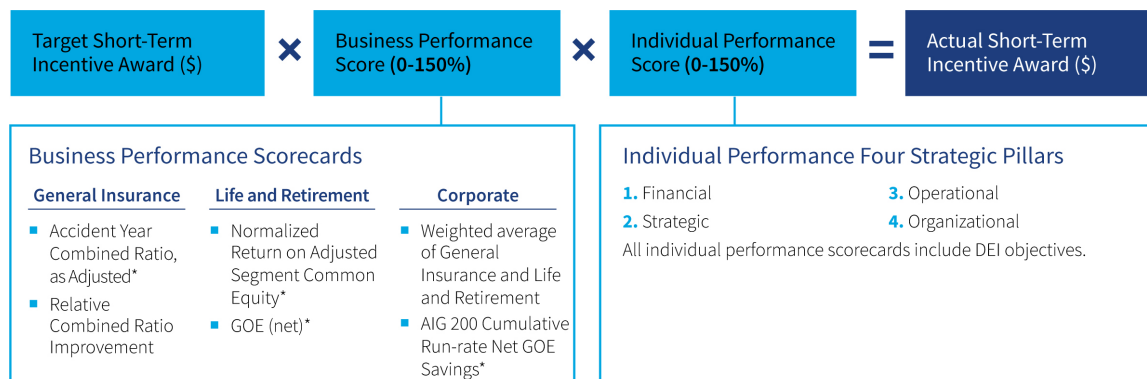 Target Short-Term
Incentive Award ($)
×
Business Performance
Score (0-150%)
×
Individual Performance
Score (0-150%)
=
Actual Short-Term
Incentive Award ($)
Business Performance Scorecards
General Insurance
■ Accident Year
Combined Ratio,
as Adjusted*
■ Relative
Combined Ratio
Improvement
Life and Retirement
■ Normalized
Return on Adjusted
Segment Common
Equity*
■ GOE (net)*
Corporate
■ Weighted average
of General
Insurance and Life
and Retirement
■ AIG 200 Cumulative
Run-rate Net GOE
Savings*
Individual Performance Four Strategic Pillars
1. Financial
2. Strategic
3. Operational
4. Organizational
All individual performance scorecards include DEI objectives.